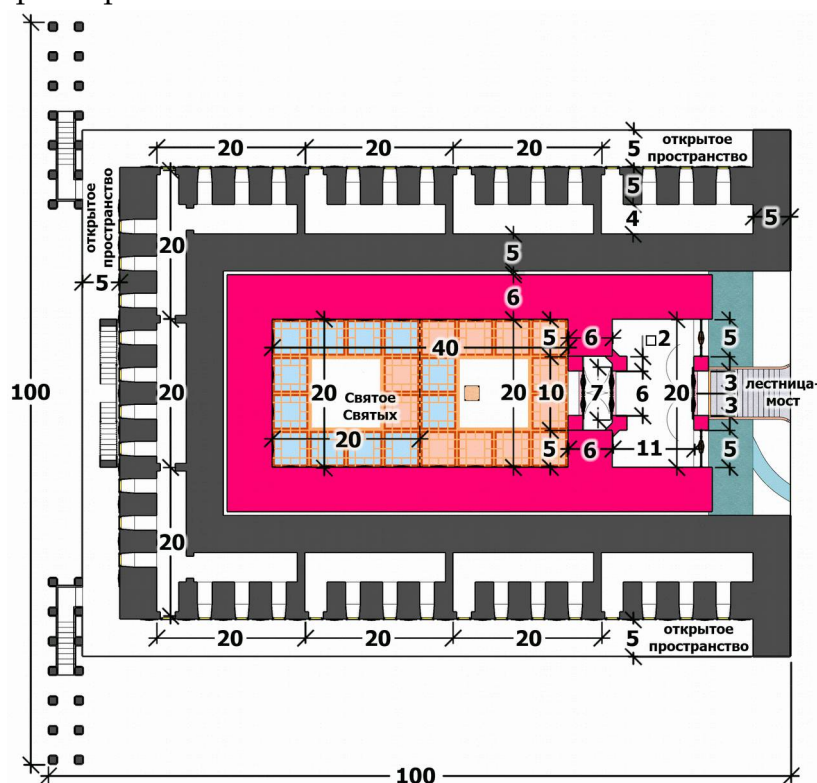 20 20 20 5 открытое
пространство
5
4 5
открытое
пространство
5
20
5
6
40 5 6 2 5
100 20 20 Святое
Святых 20 10 7 6 20 3
3 лестница-
мост
20 5 6 11 5
20
20 20 20 5 открытое
пространство
100